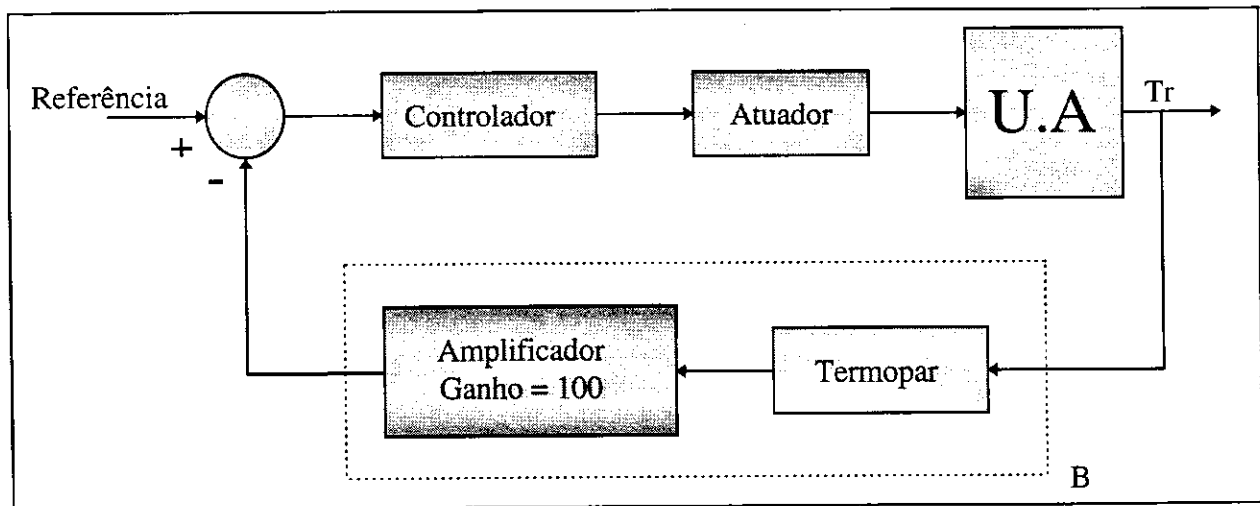 Referência
+
-
Controlador
Atuador
U.A
Tr
Amplificador
Ganho = 100
Termopar
B